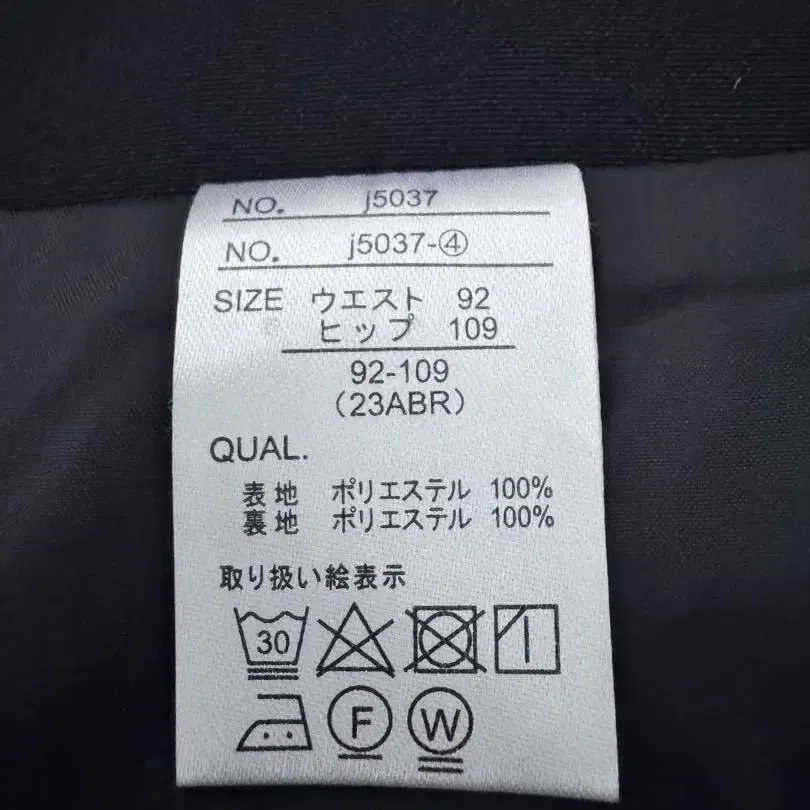 NO. j5037
NO. j5037-④
SIZE ウエスト 92
ヒップ 109
92-109
(23ABR)
QUAL.
表地 ポリエステル 100%
裏地 ポリエステル 100%
取り扱い絵表示
30
F W